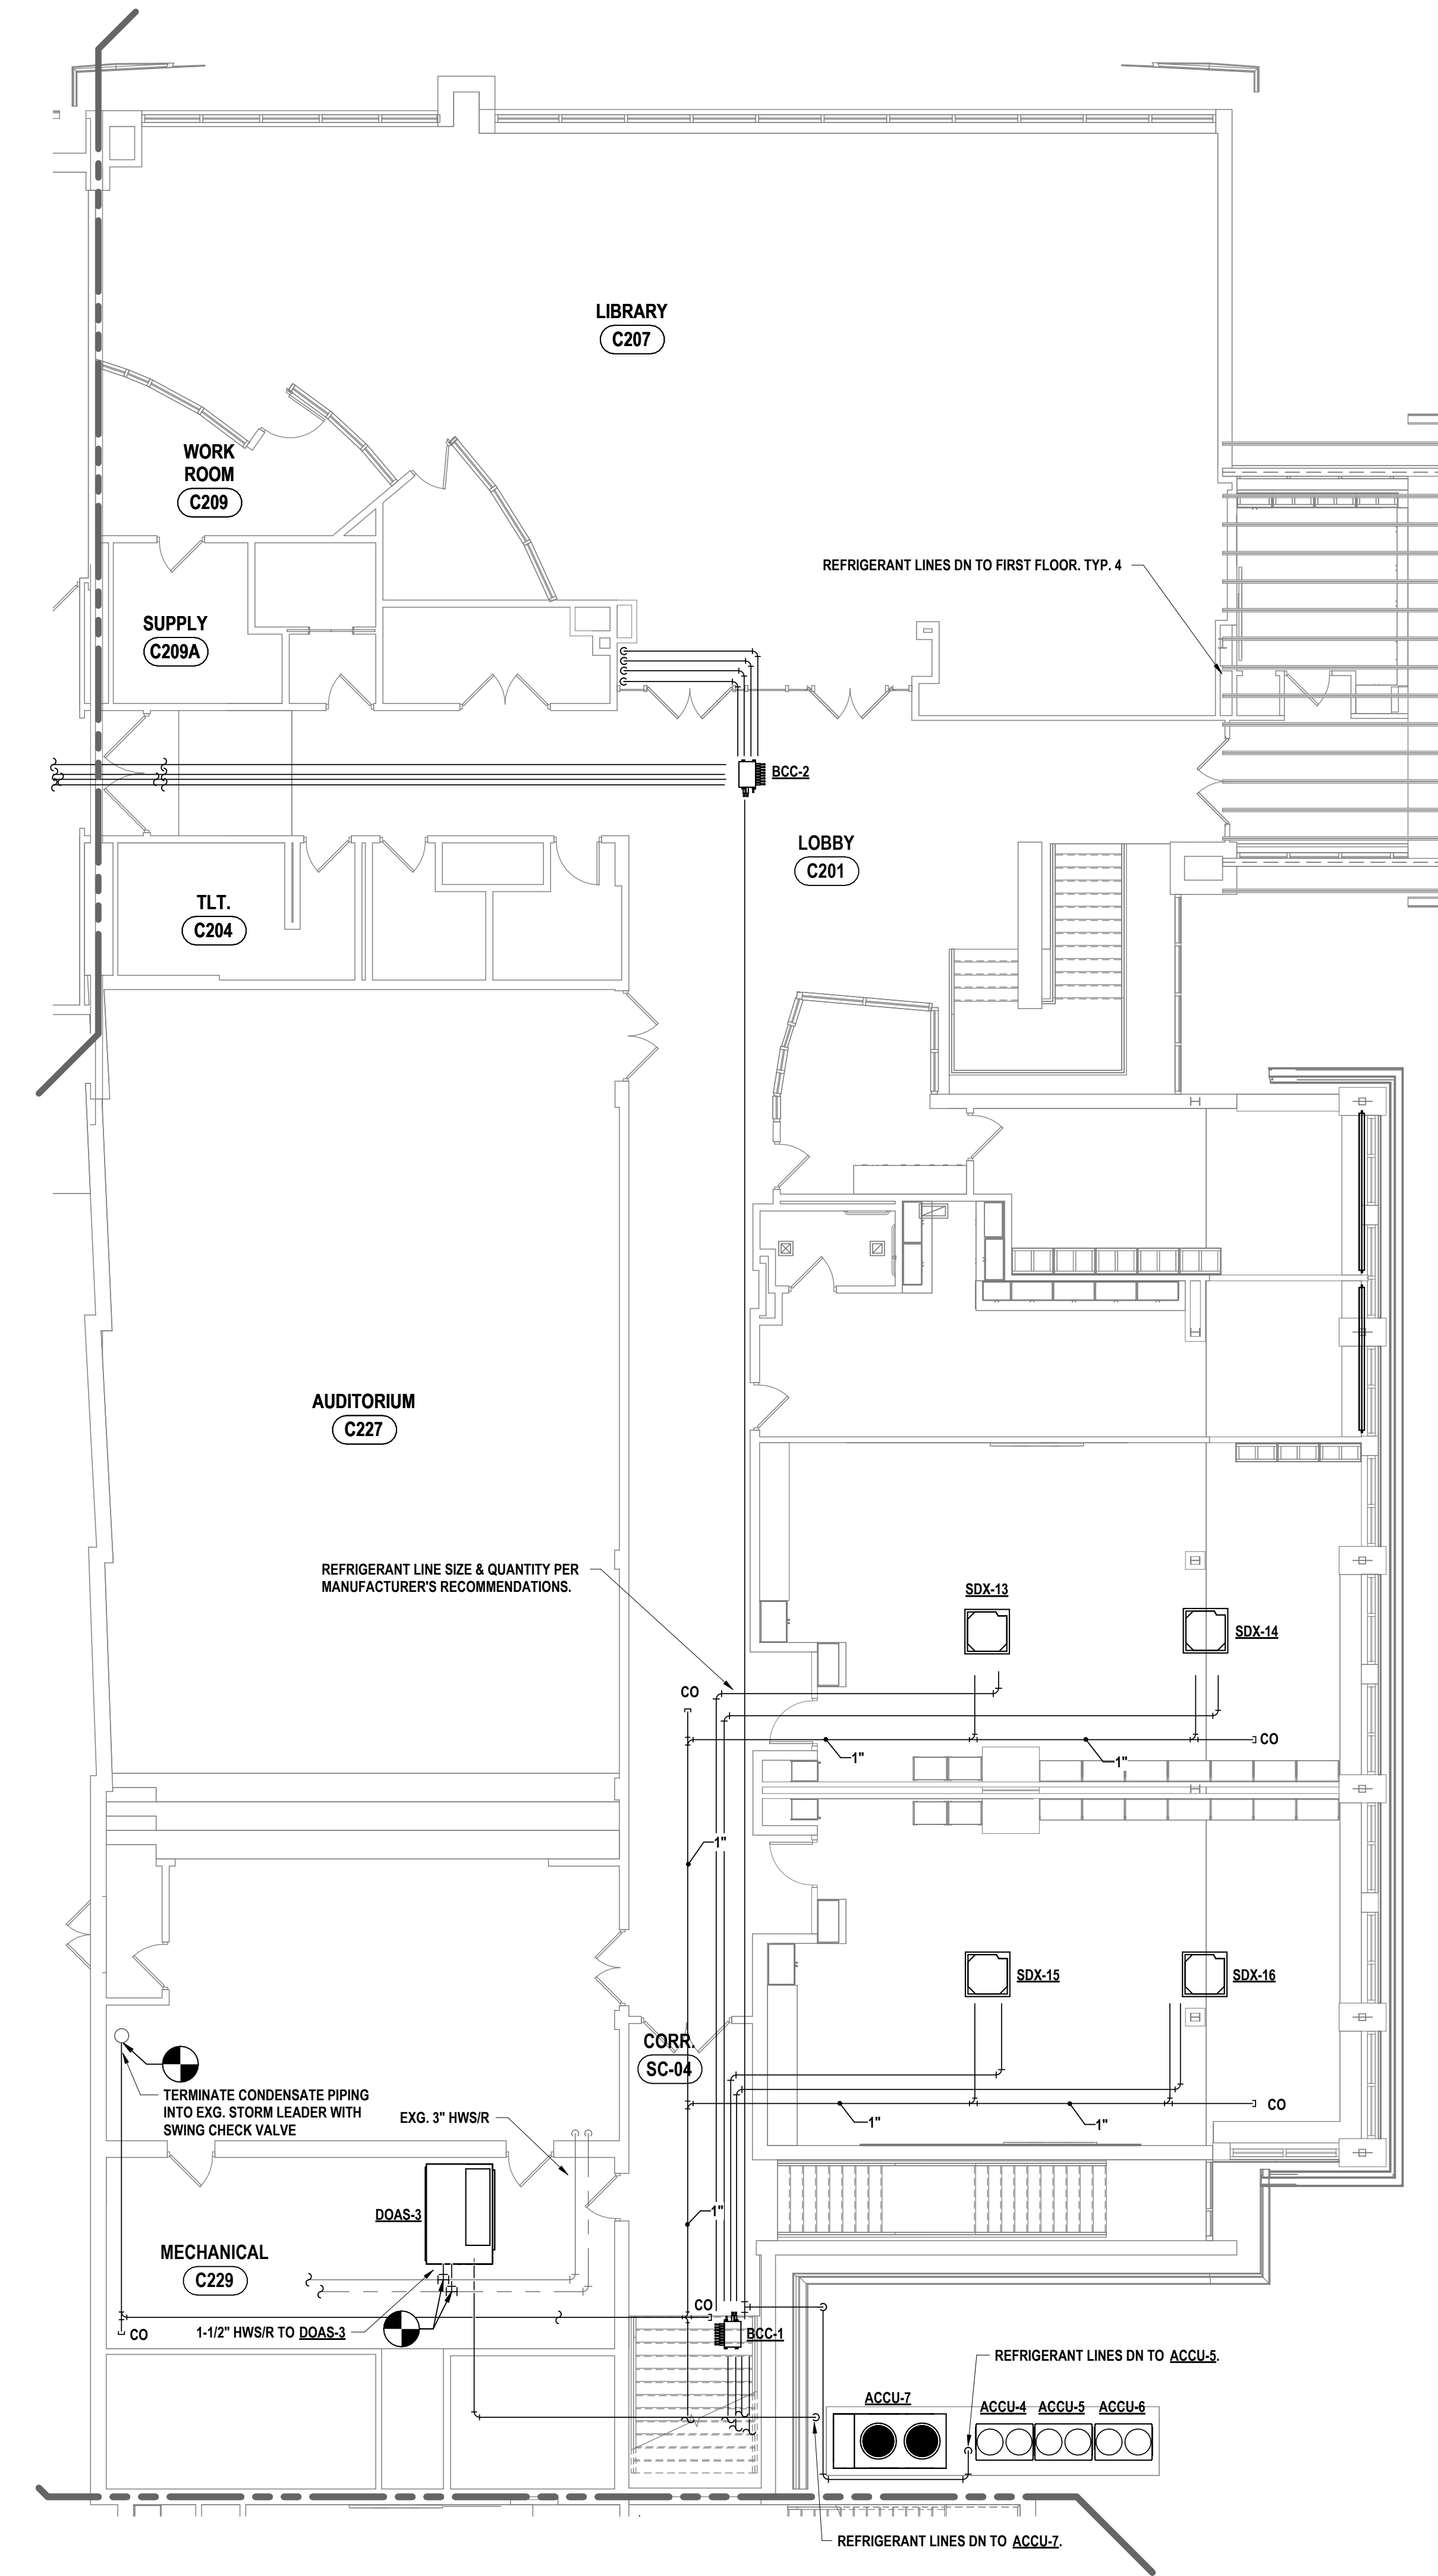 LIBRARY
C207
WORK
ROOM
C209
REFRIGERANT LINES DN TO FIRST FLOOR. TYP. 4
SUPPLY
C209A
BCC-2
LOBBY
C201
TLT.
C204
AUDITORIUM
C227
REFRIGERANT LINE SIZE & QUANTITY PER
MANUFACTURER'S RECOMMENDATIONS.
SDX-13
SDX-14
CO
CO
1"
1"
1"
SDX-15
SDX-16
CORR.
SC-04
TERMINATE CONDENSATE PIPING
INTO EXG. STORM LEADER WITH
SWING CHECK VALVE
EXG. 3" HWS/R
CO
1"
1"
DOAS-3
1"
MECHANICAL
C229
CO
CO
1-1/2" HWS/R TO DOAS-3
BCC-1
REFRIGERANT LINES DN TO ACCU-5.
ACCU-7
ACCU-4
ACCU-5
ACCU-6
REFRIGERANT LINES DN TO ACCU-7.